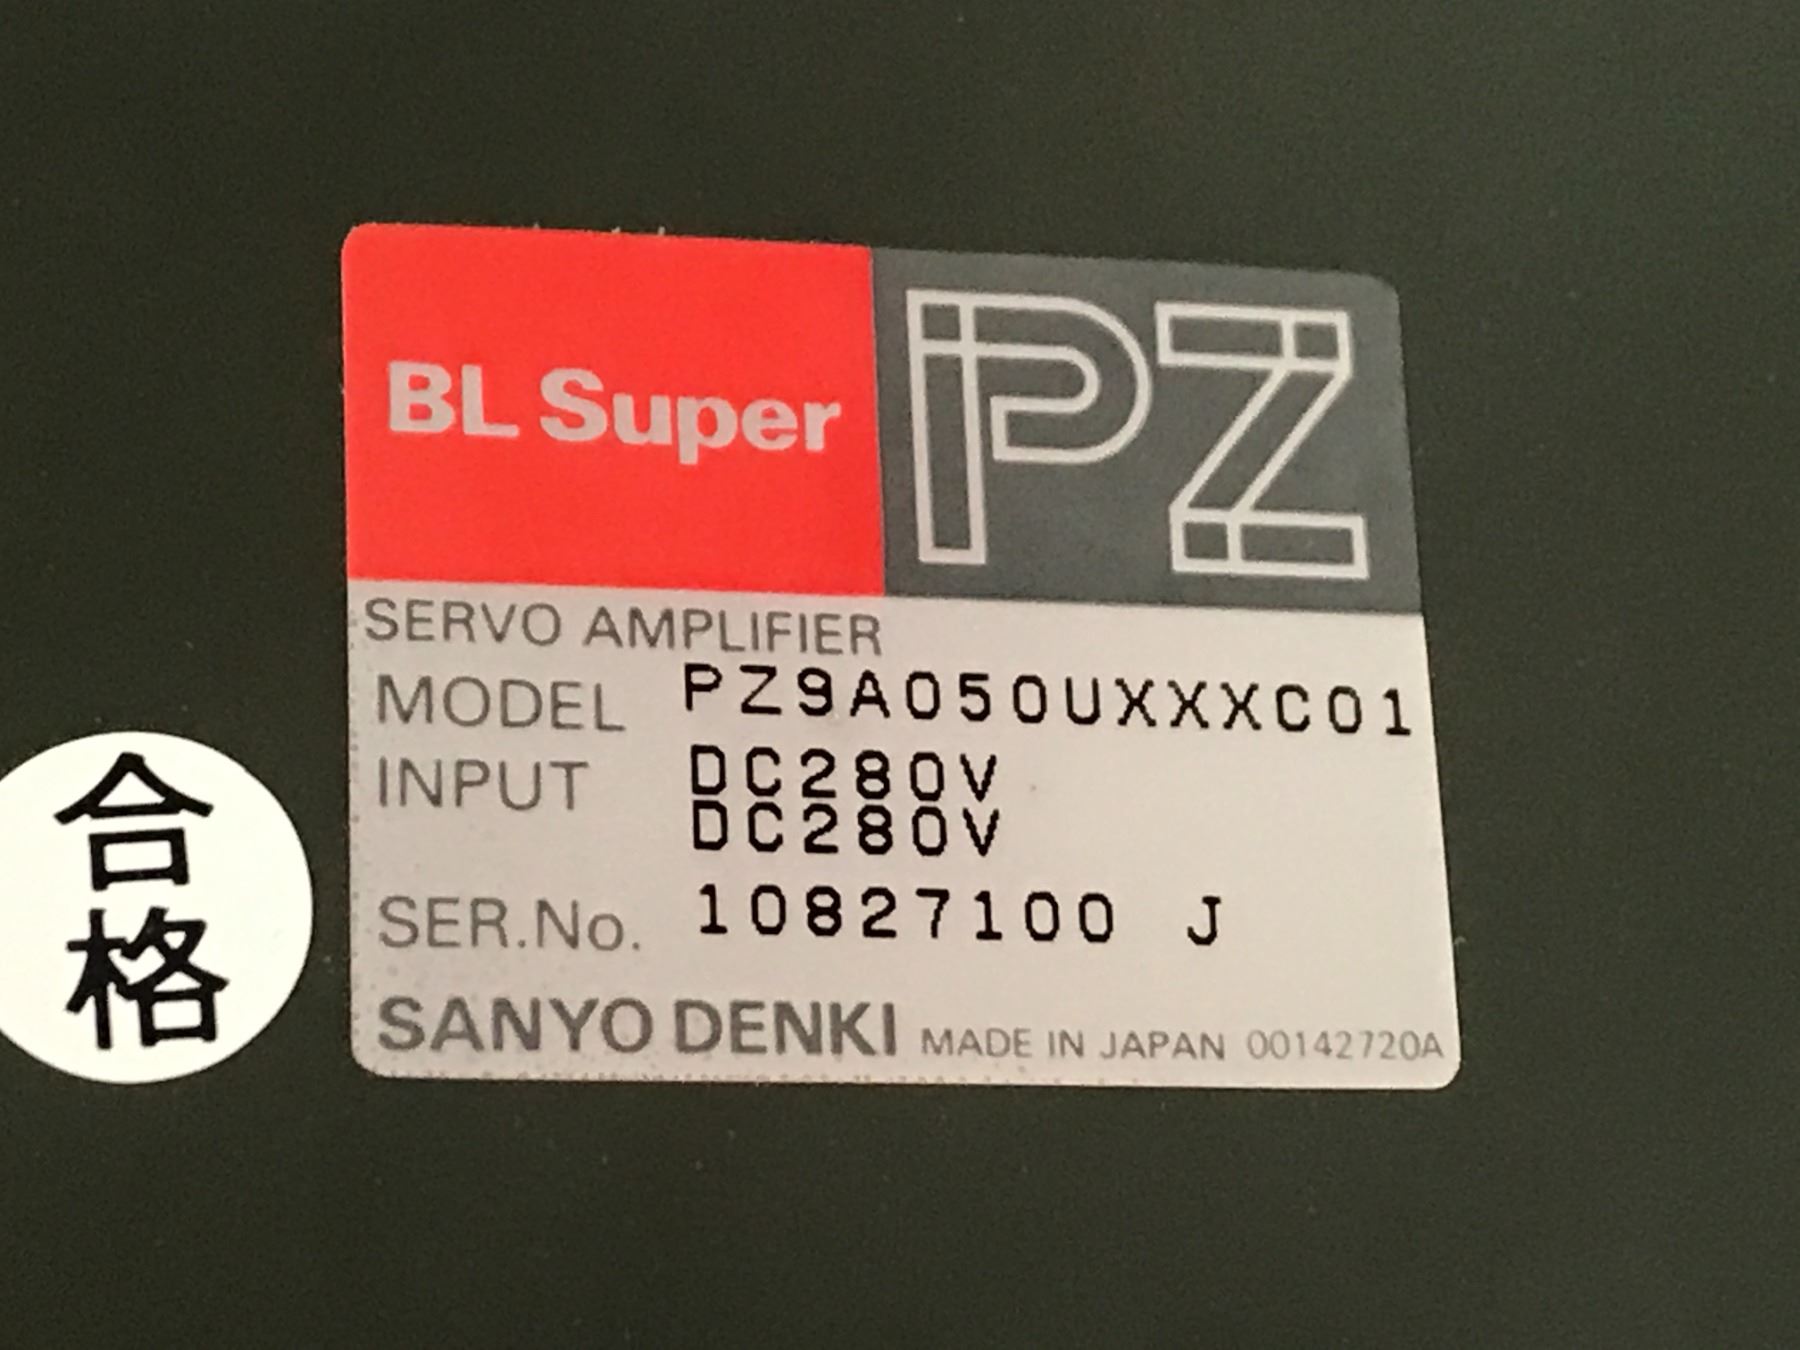 BL Super PZ
SERVO AMPLIFIER
MODEL PZ9A050UXXXC01
INPUT DC280V
DC280V
SER.No. 10827100 J
SANYO DENKI MADE IN JAPAN 00142720A
合
格